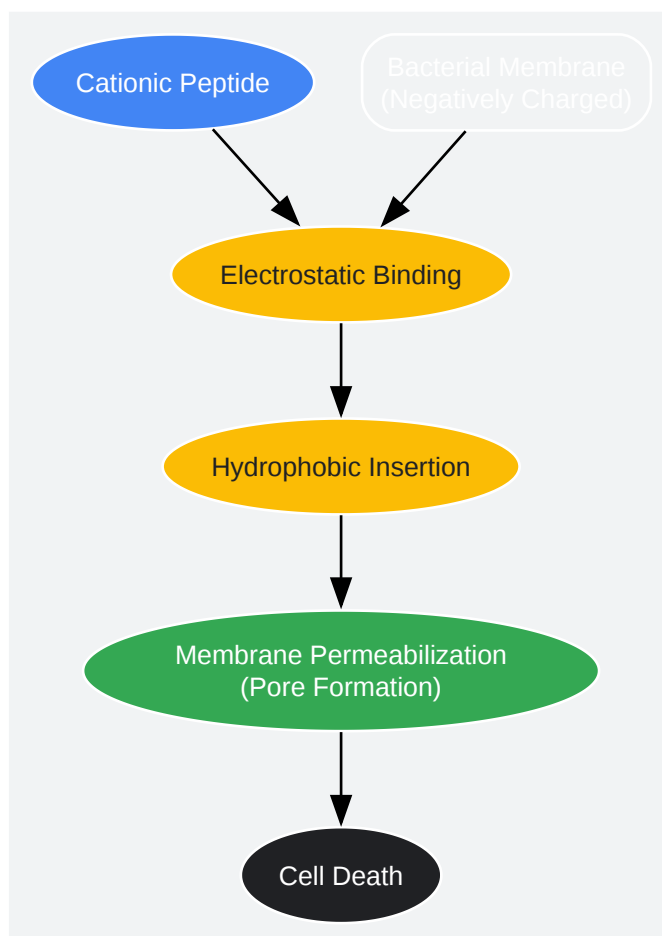 Cationic Peptide
Bacterial Membrane
(Negatively Charged)
Electrostatic Binding
Hydrophobic Insertion
Membrane Permeabilization
(Pore Formation)
Cell Death